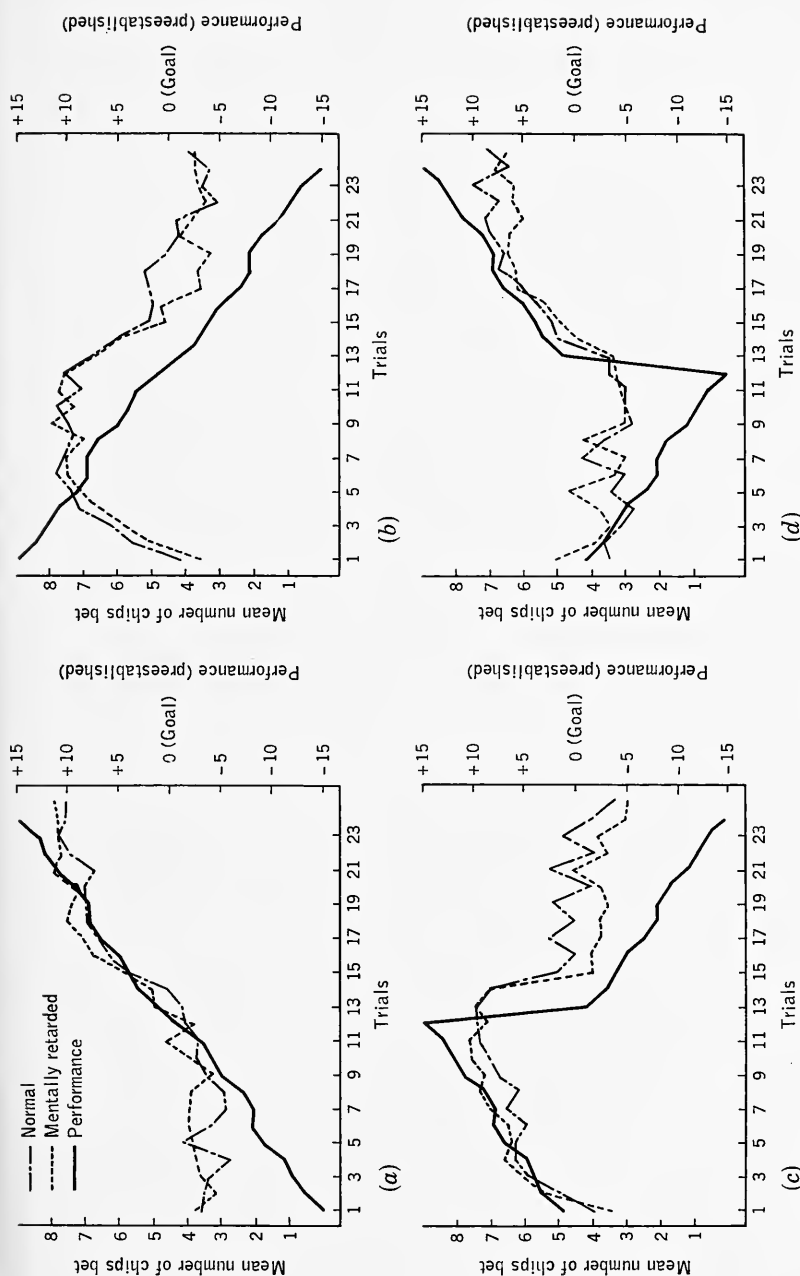 Normal
Mentally retarded
Performance
Mean number of chips bet
8
7
6
5
4
3
2
1
+15
+10
+5
0 (Goal)
-5
-10
-15
Performance (preestablished)
1 3 5 7 9 11 13 15 17 19 21 23
Trials
(a)
Mean number of chips bet
8
7
6
5
4
3
2
1
+15
+10
+5
0 (Goal)
-5
-10
-15
Performance (preestablished)
1 3 5 7 9 11 13 15 17 19 21 23
Trials
(b)
Mean number of chips bet
8
7
6
5
4
3
2
1
+15
+10
+5
0 (Goal)
-5
-10
-15
Performance (preestablished)
1 3 5 7 9 11 13 15 17 19 21 23
Trials
(c)
Mean number of chips bet
8
7
6
5
4
3
2
1
+15
+10
+5
0 (Goal)
-5
-10
-15
Performance (preestablished)
1 3 5 7 9 11 13 15 17 19 21 23
Trials
(d)